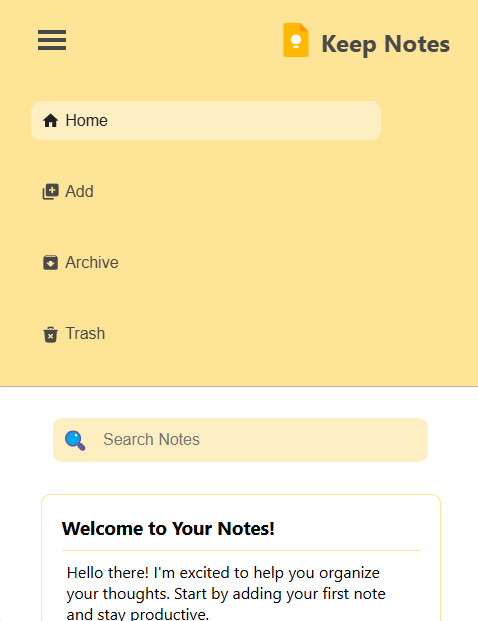 Keep Notes
Home
Add
Archive
Trash
Search Notes
Welcome to Your Notes!
Hello there! I'm excited to help you organize
your thoughts. Start by adding your first note
and stay productive.